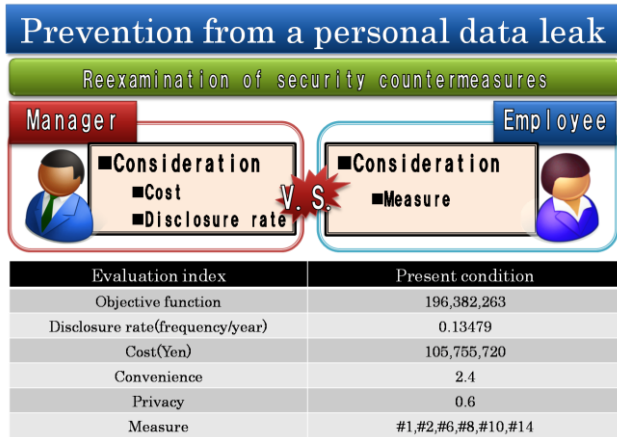 Prevention from a personal data leak
Reexamination of security countermeasures
Manager
Employee
■Consideration
■Cost
■Disclosure rate
V.S.
■Consideration
■Measure
Evaluation index Present condition
Objective function 196,382,263
Disclosure rate(frequency/year) 0.13479
Cost(Yen) 105,755,720
Convenience 2.4
Privacy 0.6
Measure #1,#2,#6,#8,#10,#14